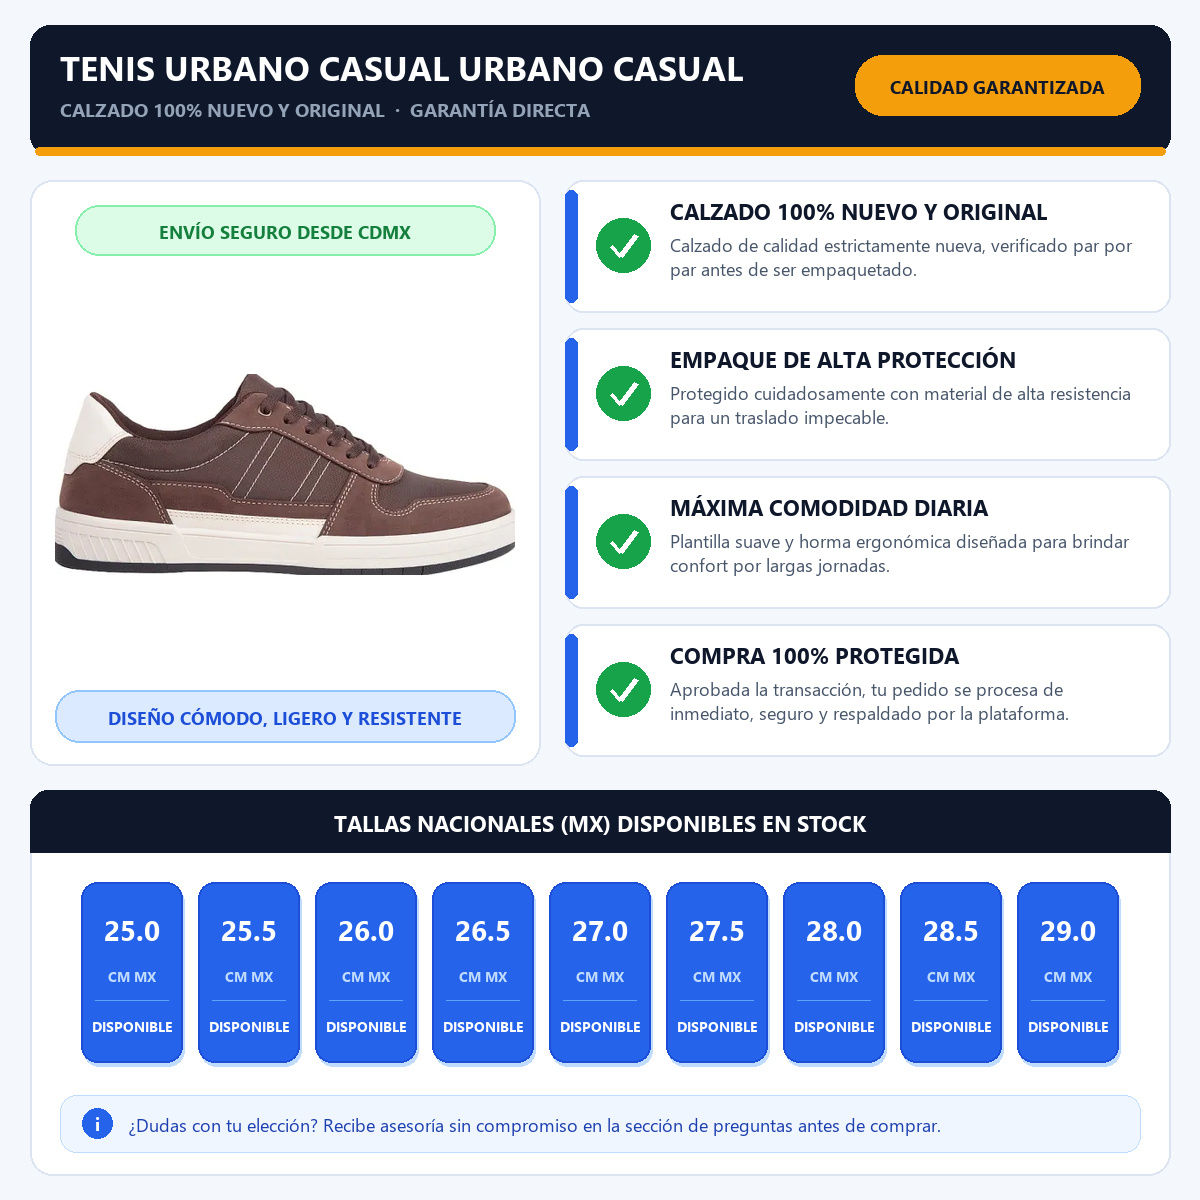 TENIS URBANO CASUAL URBANO CASUAL
CALZADO 100% NUEVO Y ORIGINAL · GARANTÍA DIRECTA
CALIDAD GARANTIZADA
ENVÍO SEGURO DESDE CDMX
DISEÑO CÓMODO, LIGERO Y RESISTENTE
CALZADO 100% NUEVO Y ORIGINAL
Calzado de calidad estrictamente nueva, verificado par por
par antes de ser empaquetado.
EMPAQUE DE ALTA PROTECCIÓN
Protegido cuidadosamente con material de alta resistencia
para un traslado impecable.
MÁXIMA COMODIDAD DIARIA
Plantilla suave y horma ergonómica diseñada para brindar
confort por largas jornadas.
COMPRA 100% PROTEGIDA
Aprobada la transacción, tu pedido se procesa de
inmediato, seguro y respaldado por la plataforma.
TALLAS NACIONALES (MX) DISPONIBLES EN STOCK
25.0 25.5 26.0 26.5 27.0 27.5 28.0 28.5 29.0
CM MX CM MX CM MX CM MX CM MX CM MX CM MX CM MX CM MX
DISPONIBLE DISPONIBLE DISPONIBLE DISPONIBLE DISPONIBLE DISPONIBLE DISPONIBLE DISPONIBLE DISPONIBLE
¿Dudas con tu elección? Recibe asesoría sin compromiso en la sección de preguntas antes de comprar.